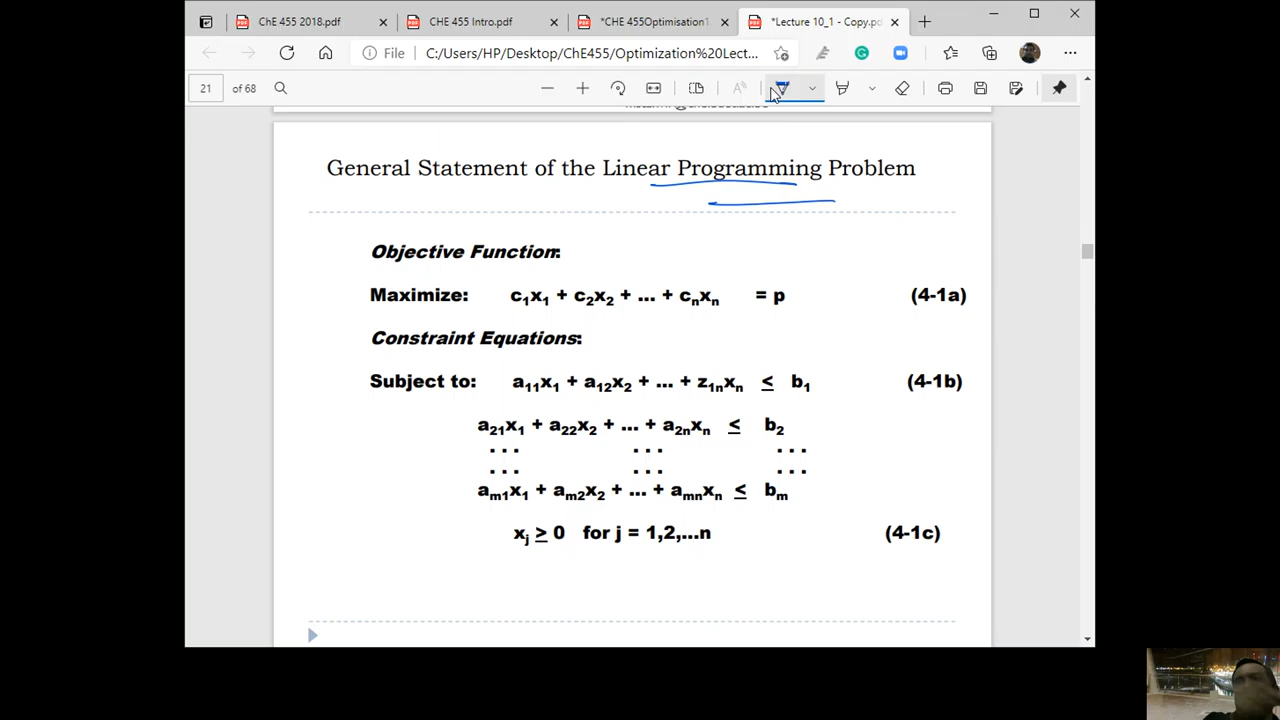 ChE 455 2018.pdf
CHE 455 Intro.pdf
*CHE 455Optimisation1
*Lecture 10_1 - Copy.pd
File
C:/Users/HP/Desktop/ChE455/Optimization%20Lect...
21 of 68
General Statement of the Linear Programming Problem
Objective Function:
Maximize: c1x1 + c2x2 + ... + cnxn = p (4-1a)
Constraint Equations:
Subject to: a11x1 + a12x2 + ... + z1nxn ≤ b1 (4-1b)
a21x1 + a22x2 + ... + a2nxn ≤ b2
... ... ...
... ... ...
am1x1 + am2x2 + ... + amnxn ≤ bm
xj ≥ 0 for j = 1,2,...n (4-1c)